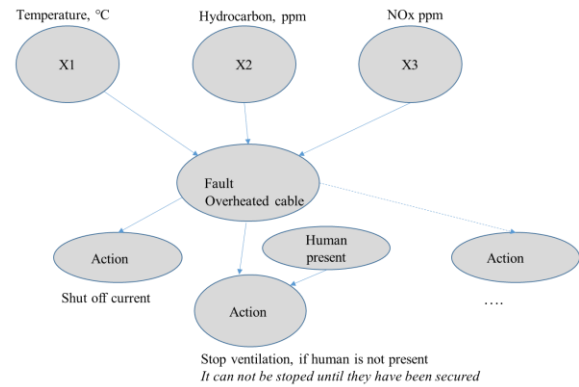 Temperature, °C
Hydrocarbon, ppm
NOx ppm
X1
X2
X3
Fault
Overheated cable
Action
Shut off current
Human
present
Action
Action
....
Stop ventilation, if human is not present
It can not be stoped until they have been secured